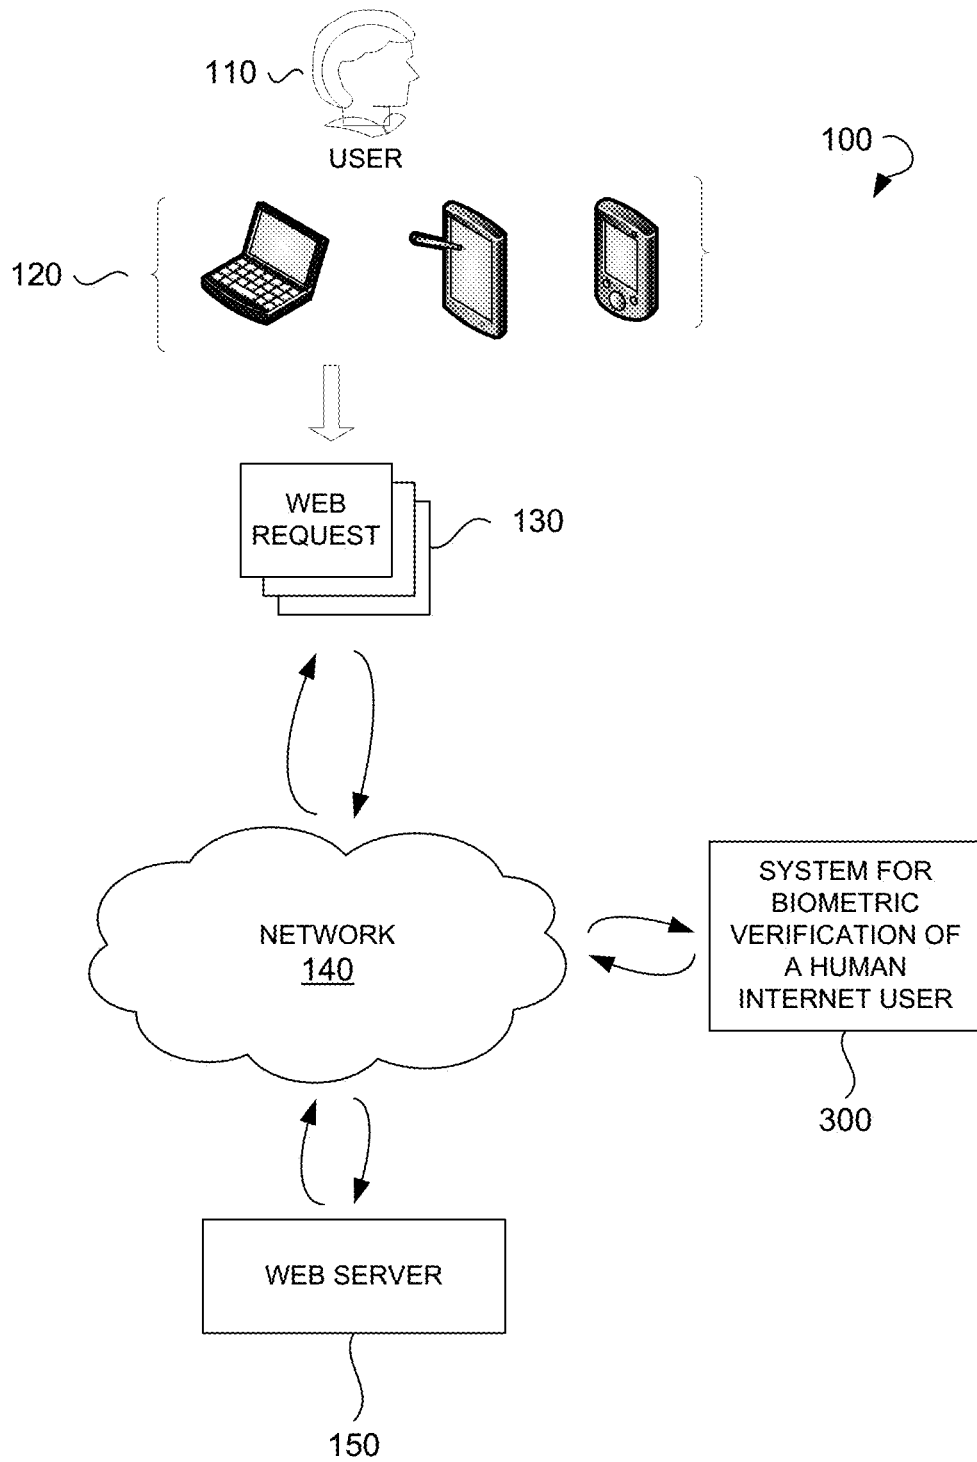 110
USER
100
120
WEB
REQUEST
130
NETWORK
140
SYSTEM FOR
BIOMETRIC
VERIFICATION OF
A HUMAN
INTERNET USER
300
WEB SERVER
150